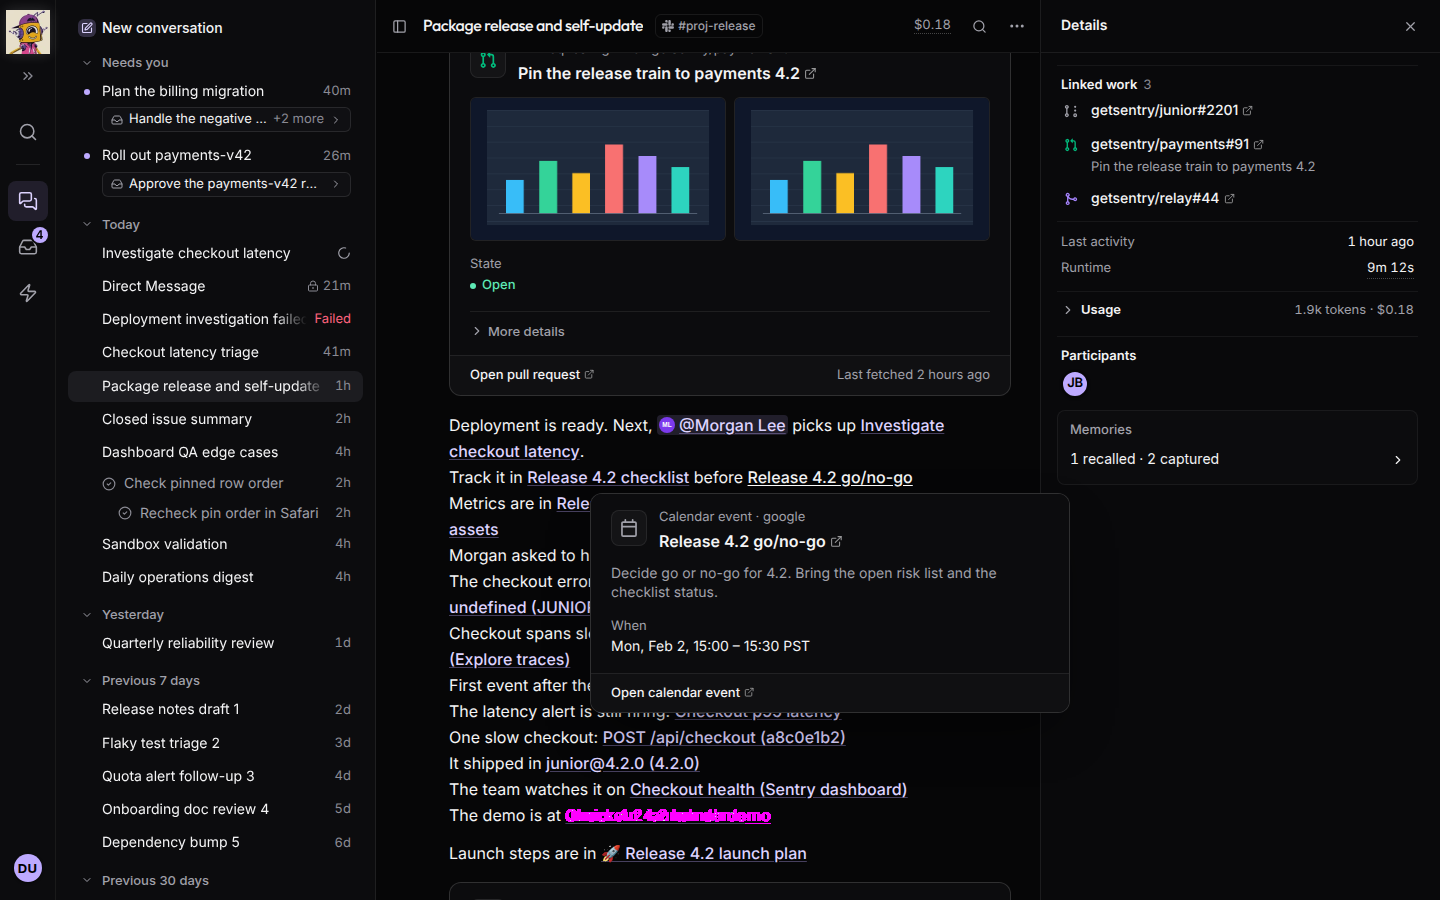 New conversation
Needs you
Plan the billing migration 40m
Handle the negative ... +2 more
Roll out payments-v42 26m
Approve the payments-v42 r...
Today
Investigate checkout latency
Direct Message 21m
Deployment investigation failed Failed
Checkout latency triage 41m
Package release and self-update 1h
Closed issue summary 2h
Dashboard QA edge cases 4h
Check pinned row order 2h
Recheck pin order in Safari 2h
Sandbox validation 4h
Daily operations digest 4h
Yesterday
Quarterly reliability review 1d
Previous 7 days
Release notes draft 1 2d
Flaky test triage 2 3d
Quota alert follow-up 3 4d
Onboarding doc review 4 5d
Dependency bump 5 6d
Previous 30 days
4
DU
Package release and self-update #proj-release $0.18
Pin the release train to payments 4.2
State
Open
More details
Open pull request Last fetched 2 hours ago
Deployment is ready. Next, ML @Morgan Lee picks up Investigate
checkout latency.
Track it in Release 4.2 checklist before Release 4.2 go/no-go
Metrics are in Rele
assets
Morgan asked to h
The checkout error
undefined (JUNIOR
Checkout spans slo
(Explore traces)
First event after the
The latency alert is still firing: Checkout p95 latency
One slow checkout: POST /api/checkout (a8c0e1b2)
It shipped in junior@4.2.0 (4.2.0)
The team watches it on Checkout health (Sentry dashboard)
The demo is at
Launch steps are in 🚀 Release 4.2 launch plan
Calendar event · google
Release 4.2 go/no-go
Decide go or no-go for 4.2. Bring the open risk list and the
checklist status.
When
Mon, Feb 2, 15:00 – 15:30 PST
Open calendar event
Details
Linked work 3
getsentry/junior#2201
getsentry/payments#91
Pin the release train to payments 4.2
getsentry/relay#44
Last activity 1 hour ago
Runtime 9m 12s
Usage 1.9k tokens · $0.18
Participants
JB
Memories
1 recalled · 2 captured